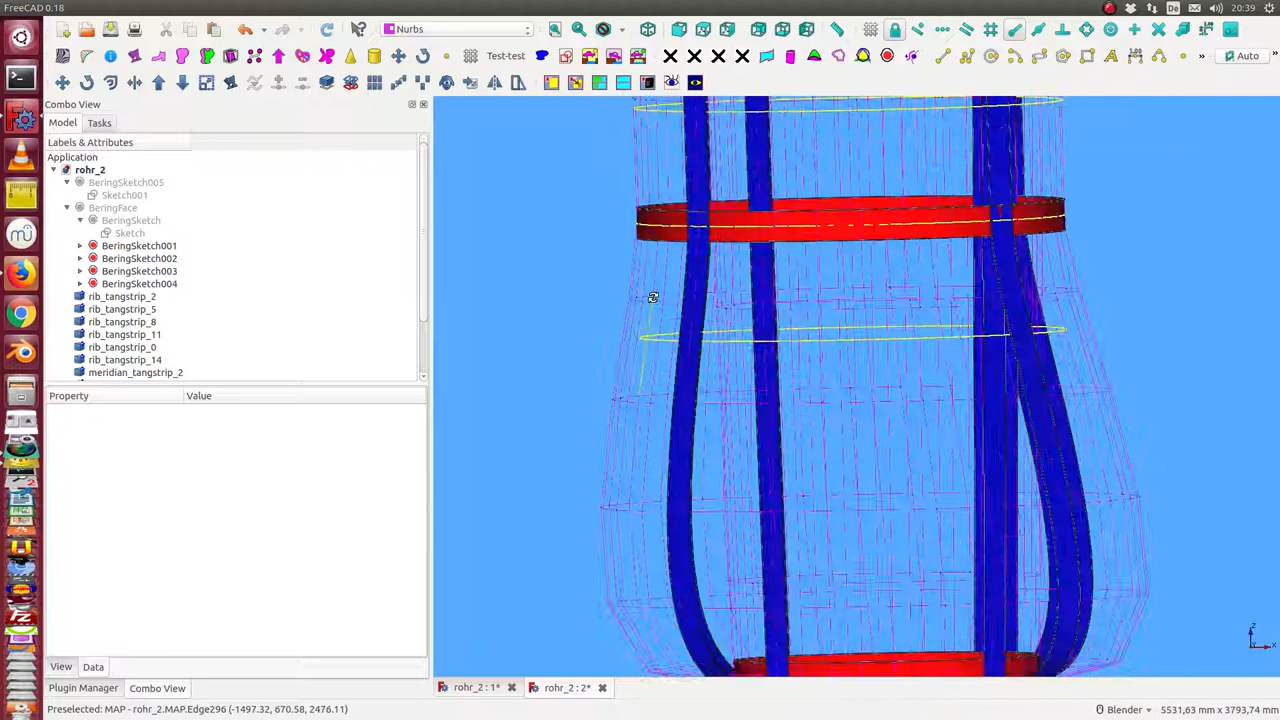 FreeCAD 0.18
De
20:39
Nurbs
Test-test
Auto
Combo View
Model
Tasks
Labels & Attributes
Application
rohr_2
BeringSketch005
Sketch001
BeringFace
BeringSketch
Sketch
BeringSketch001
BeringSketch002
BeringSketch003
BeringSketch004
rib_tangstrip_2
rib_tangstrip_5
rib_tangstrip_8
rib_tangstrip_11
rib_tangstrip_0
rib_tangstrip_14
meridian_tangstrip_2
Property
Value
View
Data
Plugin Manager
Combo View
rohr_2 : 1*
rohr_2 : 2*
Preselected: MAP - rohr_2.MAP.Edge296 (-1497.32, 670.58, 2476.11)
Blender
5531,63 mm x 3793,74 mm